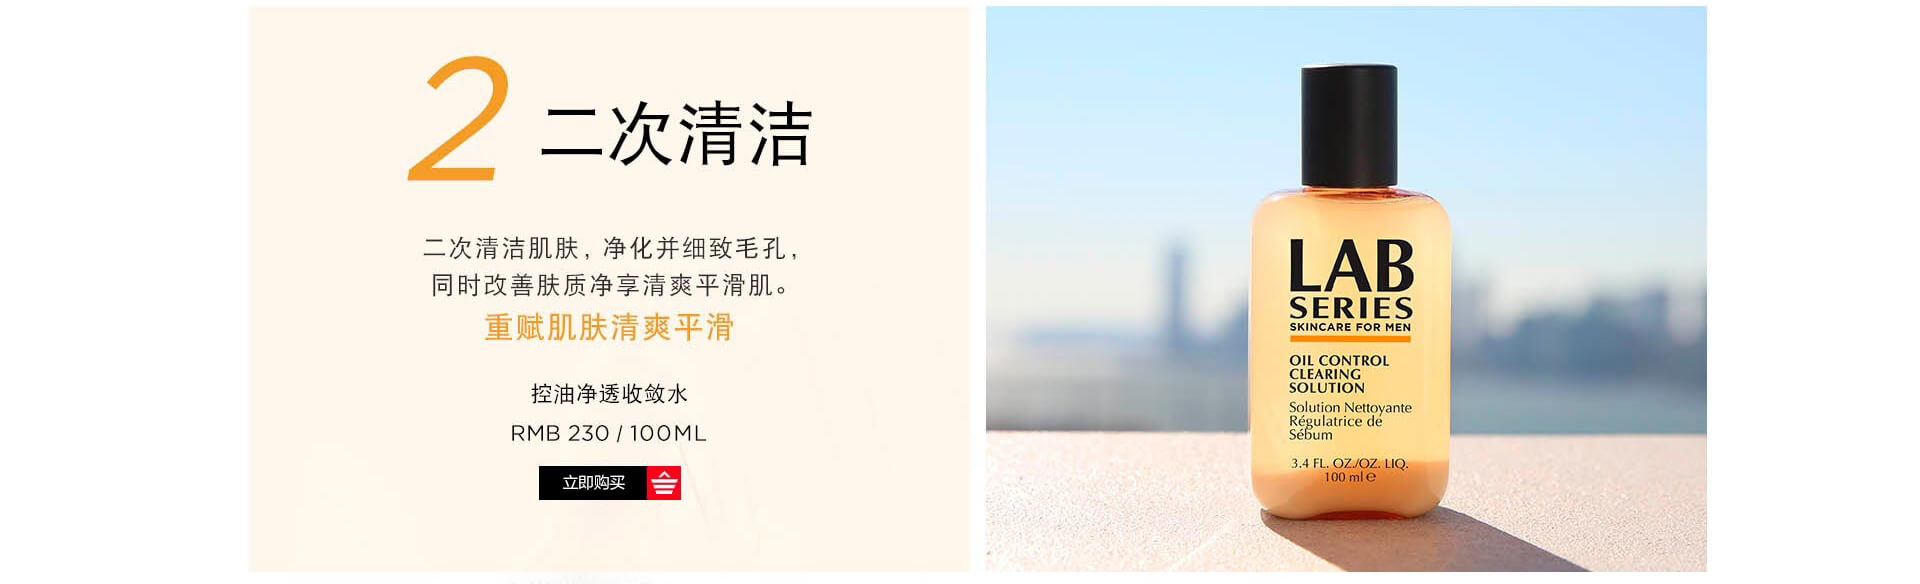 2 二次清洁
二次清洁肌肤，净化并细致毛孔，
同时改善肤质净享清爽平滑肌。
重赋肌肤清爽平滑
控油净透收敛水
RMB 230 / 100ML
立即购买
LAB
SERIES
SKINCARE FOR MEN
OIL CONTROL
CLEARING
SOLUTION
Solution Nettoyante
Régulatrice de
Sébum
3.4 FL. OZ./OZ. LIQ.
100 ml e